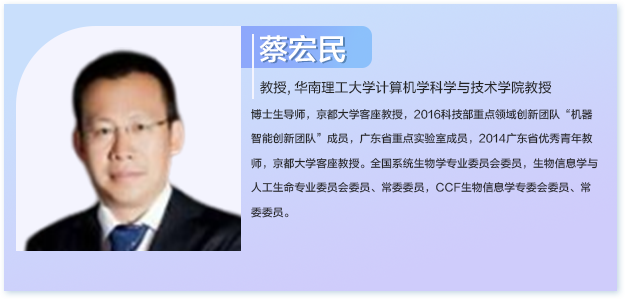 蔡宏民
教授, 华南理工大学计算机学科学与技术学院教授
博士生导师，京都大学客座教授，2016科技部重点领域创新团队“机器
智能创新团队”成员，广东省重点实验室成员，2014广东省优秀青年教
师，京都大学客座教授。全国系统生物学专业委员会委员，生物信息学与
人工生命专业委员会委员、常委委员，CCF生物信息学专委会委员、常
委委员。